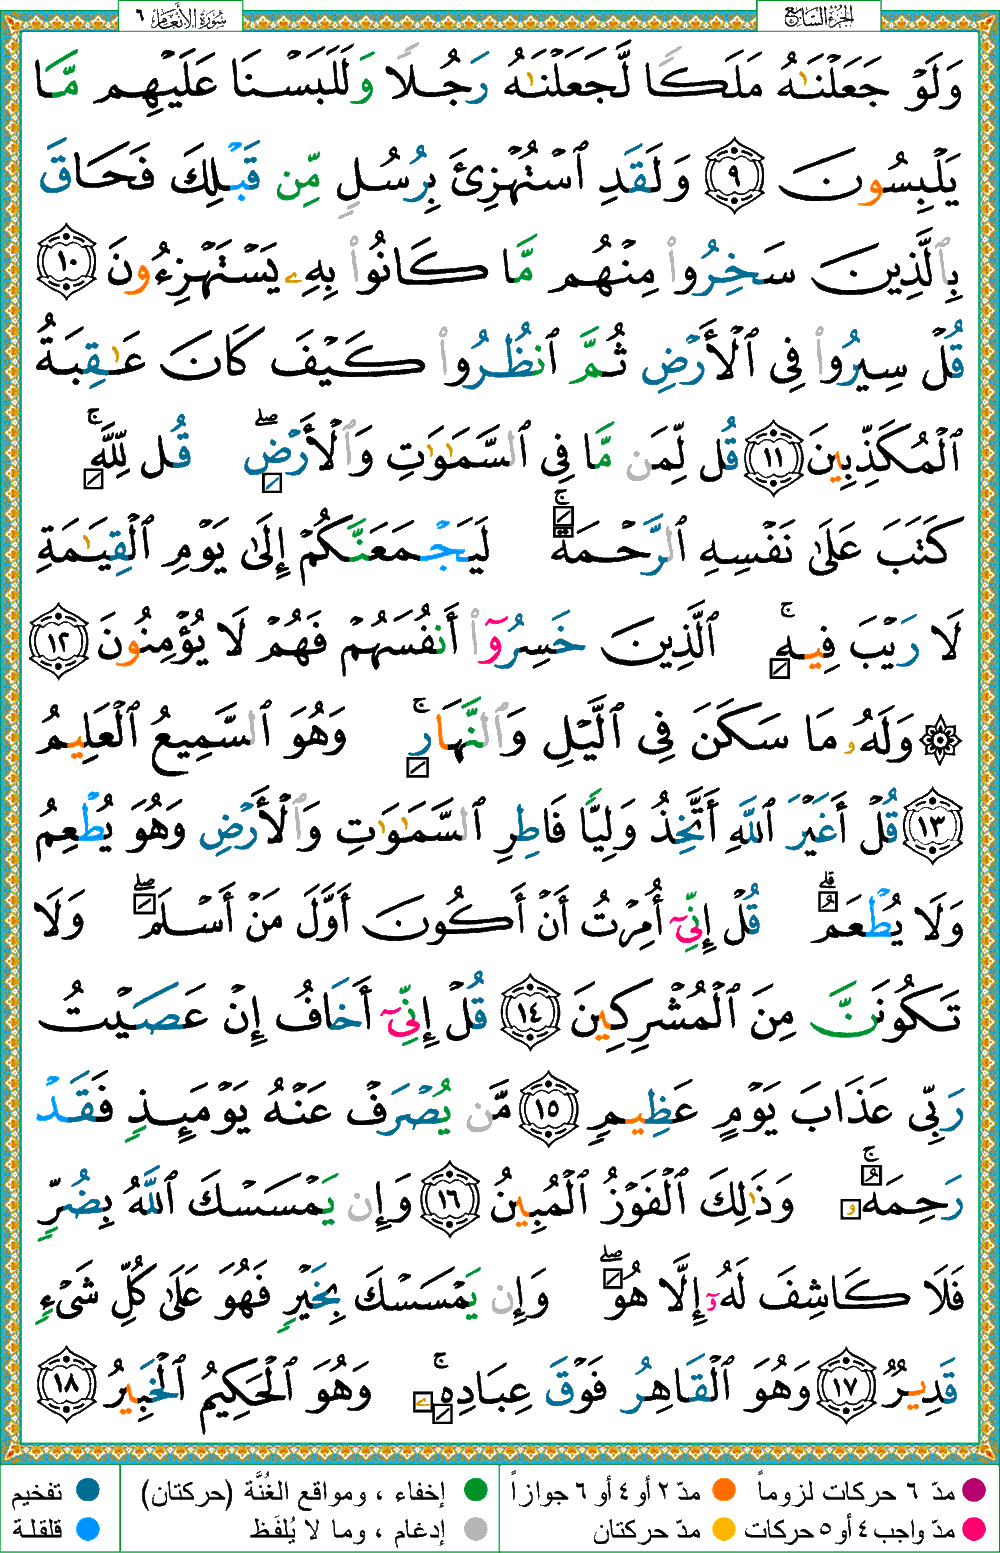 الجزء السابع
سورة الأنعام ٦
وَلَوْ جَعَلْنَٰهُ مَلَكًا لَّجَعَلْنَٰهُ رَجُلًا وَلَلَبَسْنَا عَلَيْهِم مَّا
يَلْبِسُونَ ٩ وَلَقَدِ ٱسْتُهْزِئَ بِرُسُلٍ مِّن قَبْلِكَ فَحَاقَ
بِٱلَّذِينَ سَخِرُوا۟ مِنْهُم مَّا كَانُوا۟ بِهِۦ يَسْتَهْزِءُونَ ١٠
قُلْ سِيرُوا۟ فِى ٱلْأَرْضِ ثُمَّ ٱنظُرُوا۟ كَيْفَ كَانَ عَٰقِبَةُ
ٱلْمُكَذِّبِينَ ١١ قُل لِّمَن مَّا فِى ٱلسَّمَٰوَٰتِ وَٱلْأَرْضِ ۖ قُل لِّلَّهِ ۚ
كَتَبَ عَلَىٰ نَفْسِهِ ٱلرَّحْمَةَ ۚ لَيَجْمَعَنَّكُمْ إِلَىٰ يَوْمِ ٱلْقِيَٰمَةِ
لَا رَيْبَ فِيهِ ۚ ٱلَّذِينَ خَسِرُوٓا۟ أَنفُسَهُمْ فَهُمْ لَا يُؤْمِنُونَ ١٢
۞ وَلَهُۥ مَا سَكَنَ فِى ٱلَّيْلِ وَٱلنَّهَارِ ۚ وَهُوَ ٱلسَّمِيعُ ٱلْعَلِيمُ
١٣ قُلْ أَغَيْرَ ٱللَّهِ أَتَّخِذُ وَلِيًّا فَاطِرِ ٱلسَّمَٰوَٰتِ وَٱلْأَرْضِ وَهُوَ يُطْعِمُ
وَلَا يُطْعَمُ ۗ قُلْ إِنِّىٓ أُمِرْتُ أَنْ أَكُونَ أَوَّلَ مَنْ أَسْلَمَ ۖ وَلَا
تَكُونَنَّ مِنَ ٱلْمُشْرِكِينَ ١٤ قُلْ إِنِّىٓ أَخَافُ إِنْ عَصَيْتُ
رَبِّى عَذَابَ يَوْمٍ عَظِيمٍ ١٥ مَّن يُصْرَفْ عَنْهُ يَوْمَئِذٍ فَقَدْ
رَحِمَهُۥ ۚ وَذَٰلِكَ ٱلْفَوْزُ ٱلْمُبِينُ ١٦ وَإِن يَمْسَسْكَ ٱللَّهُ بِضُرٍّ
فَلَا كَاشِفَ لَهُۥٓ إِلَّا هُوَ ۖ وَإِن يَمْسَسْكَ بِخَيْرٍ فَهُوَ عَلَىٰ كُلِّ شَىْءٍ
قَدِيرٌ ١٧ وَهُوَ ٱلْقَاهِرُ فَوْقَ عِبَادِهِۦ ۚ وَهُوَ ٱلْحَكِيمُ ٱلْخَبِيرُ ١٨
مدّ ٦ حركات لزوماً مدّ ٢ أو ٤ أو ٦ جوازاً إخفاء ، ومواقع الغُنَّة (حركتان) تفخيم
مدّ واجب ٤ أو ٥ حركات مدّ حركتان إدغام ، وما لا يُلفَظ قلقلة